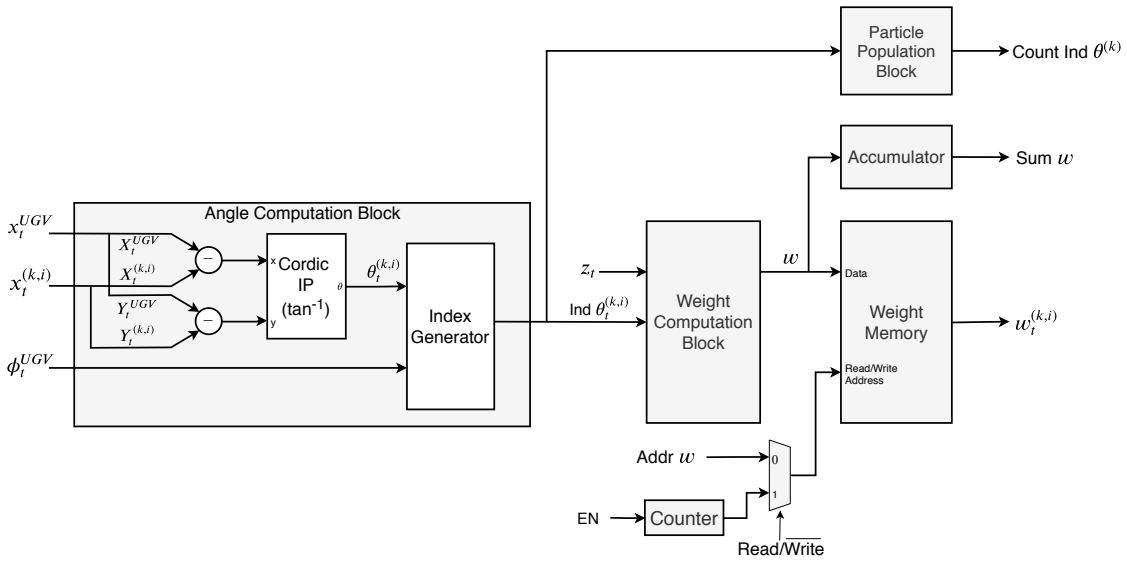 Particle
Population
Block
Count Ind θ^(k)
Accumulator
Sum w
Angle Computation Block
x_t^UGV
X_t^UGV
x_t^(k,i)
X_t^(k,i)
Y_t^UGV
Y_t^(k,i)
ϕ_t^UGV
−
−
x
Cordic
IP
(tan⁻¹)
θ
y
θ_t^(k,i)
Index
Generator
z_t
Ind θ_t^(k,i)
Weight
Computation
Block
w
Data
Weight
Memory
Read/Write
Address
w_t^(k,i)
Addr w
0
1
EN
Counter
Read/W̅r̅i̅t̅e̅